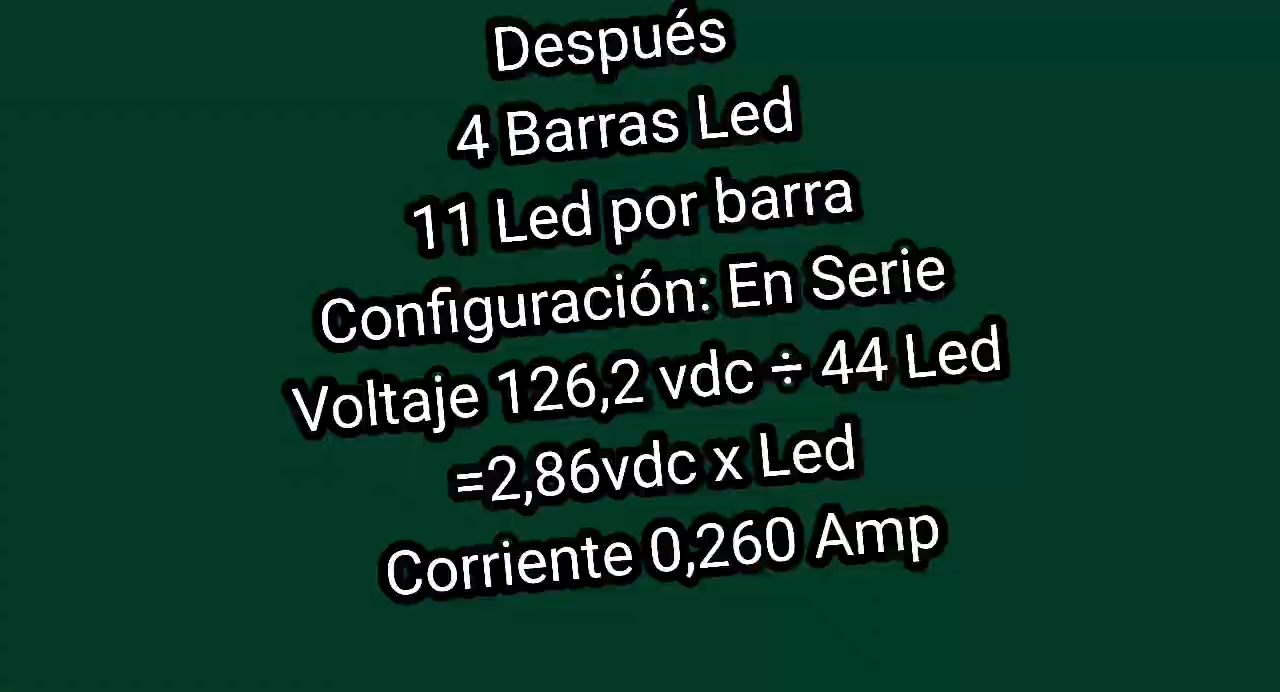 Después
4 Barras Led
11 Led por barra
Configuración: En Serie
Voltaje 126,2 vdc ÷ 44 Led
=2,86vdc x Led
Corriente 0,260 Amp